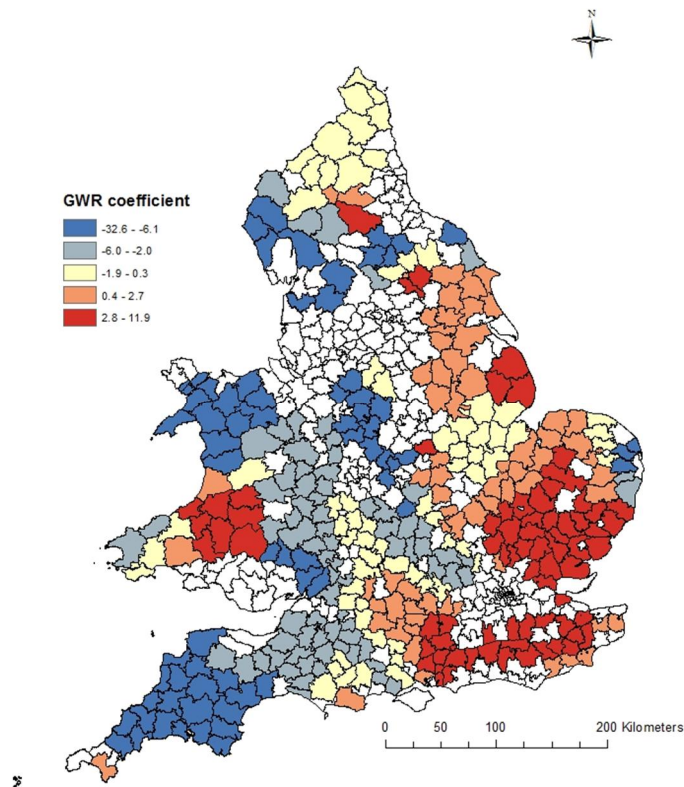 N
GWR coefficient
-32.6 - -6.1
-6.0 - -2.0
-1.9 - 0.3
0.4 - 2.7
2.8 - 11.9
0 50 100 200 Kilometers